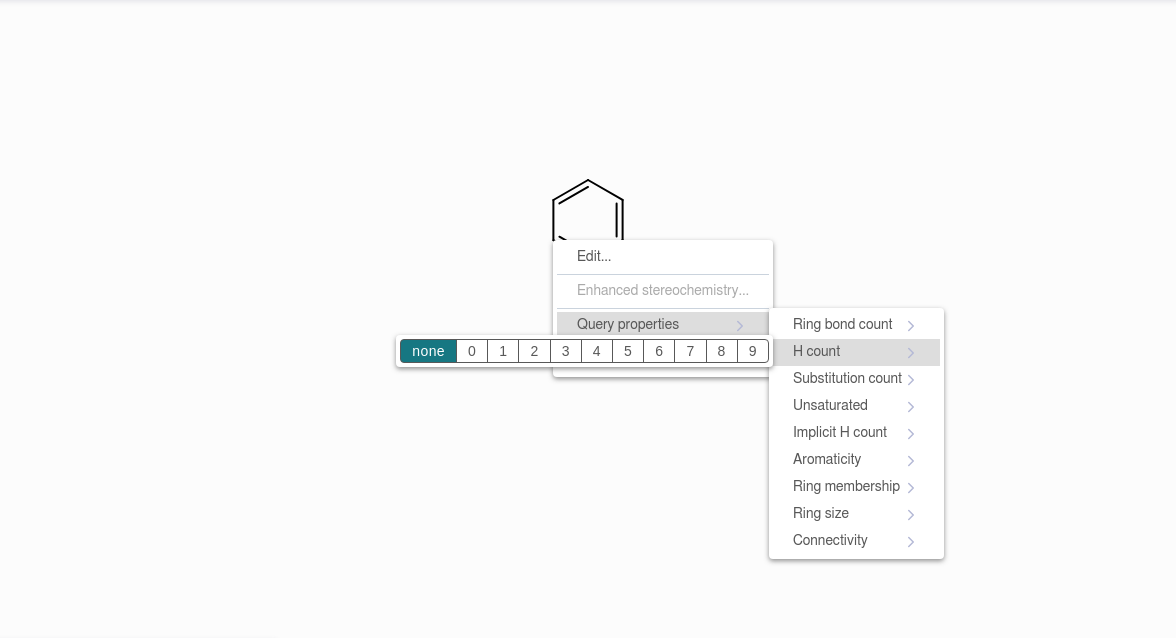 Edit...
Enhanced stereochemistry...
Query properties
none 0 1 2 3 4 5 6 7 8 9
Ring bond count
H count
Substitution count
Unsaturated
Implicit H count
Aromaticity
Ring membership
Ring size
Connectivity